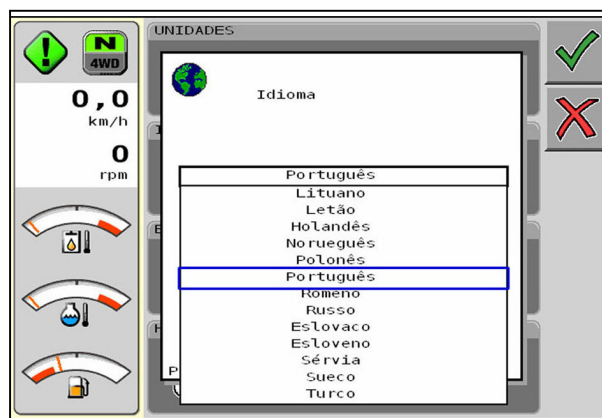 UNIDADES
N
4WD
0,0
km/h
0
rpm
Idioma
Português
Lituano
Letão
Holandês
Norueguês
Polonês
Português
Romeno
Russo
Eslovaco
Esloveno
Sérvia
Sueco
Turco